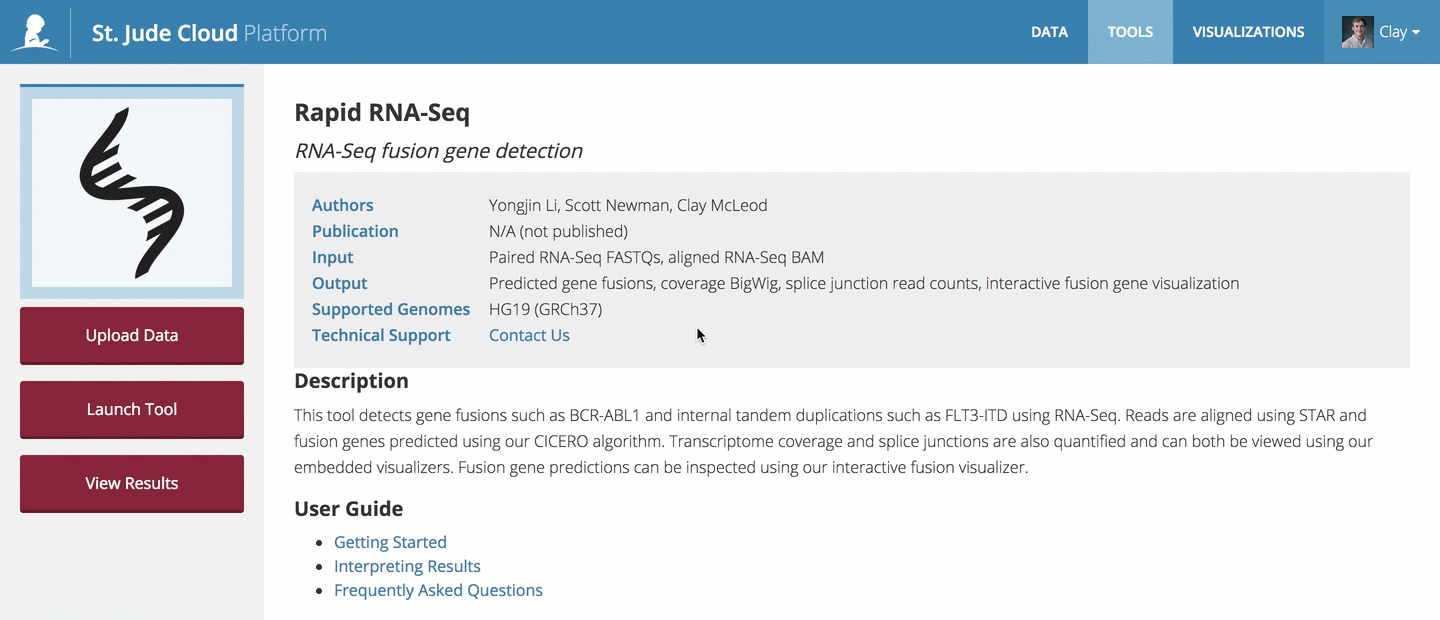 St. Jude Cloud Platform
DATA
TOOLS
VISUALIZATIONS
Clay
Upload Data
Launch Tool
View Results
Rapid RNA-Seq
RNA-Seq fusion gene detection
Authors Yongjin Li, Scott Newman, Clay McLeod
Publication N/A (not published)
Input Paired RNA-Seq FASTQs, aligned RNA-Seq BAM
Output Predicted gene fusions, coverage BigWig, splice junction read counts, interactive fusion gene visualization
Supported Genomes HG19 (GRCh37)
Technical Support Contact Us
Description
This tool detects gene fusions such as BCR-ABL1 and internal tandem duplications such as FLT3-ITD using RNA-Seq. Reads are aligned using STAR and
fusion genes predicted using our CICERO algorithm. Transcriptome coverage and splice junctions are also quantified and can both be viewed using our
embedded visualizers. Fusion gene predictions can be inspected using our interactive fusion visualizer.
User Guide
Getting Started
Interpreting Results
Frequently Asked Questions